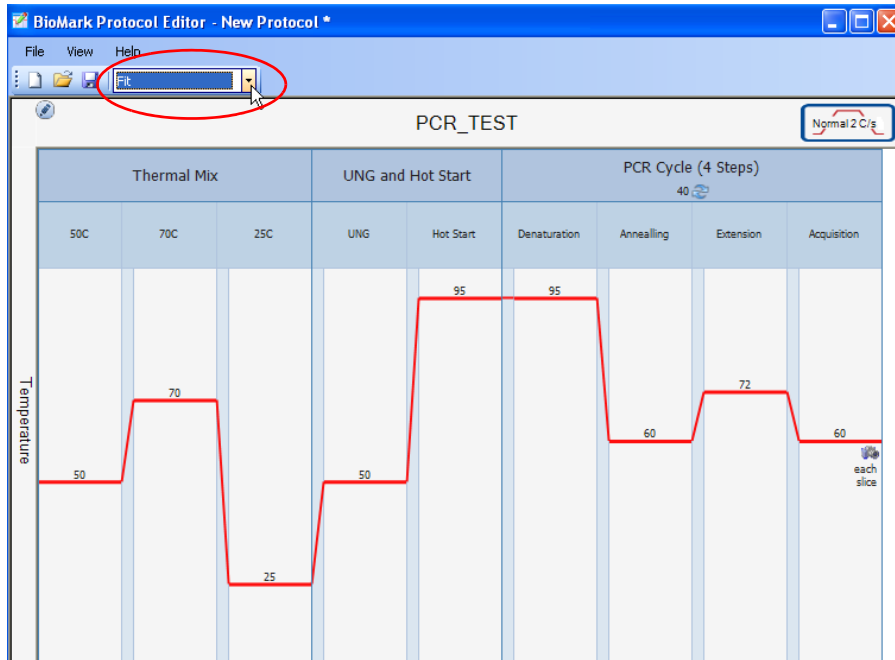 BioMark Protocol Editor - New Protocol *
File View Help
Fit
PCR_TEST
Normal 2 C/s
Thermal Mix UNG and Hot Start PCR Cycle (4 Steps)
40
50C 70C 25C UNG Hot Start Denaturation Annealling Extension Acquisition
95 95
70 72
60 60
50 50
each
slice
25
Temperature